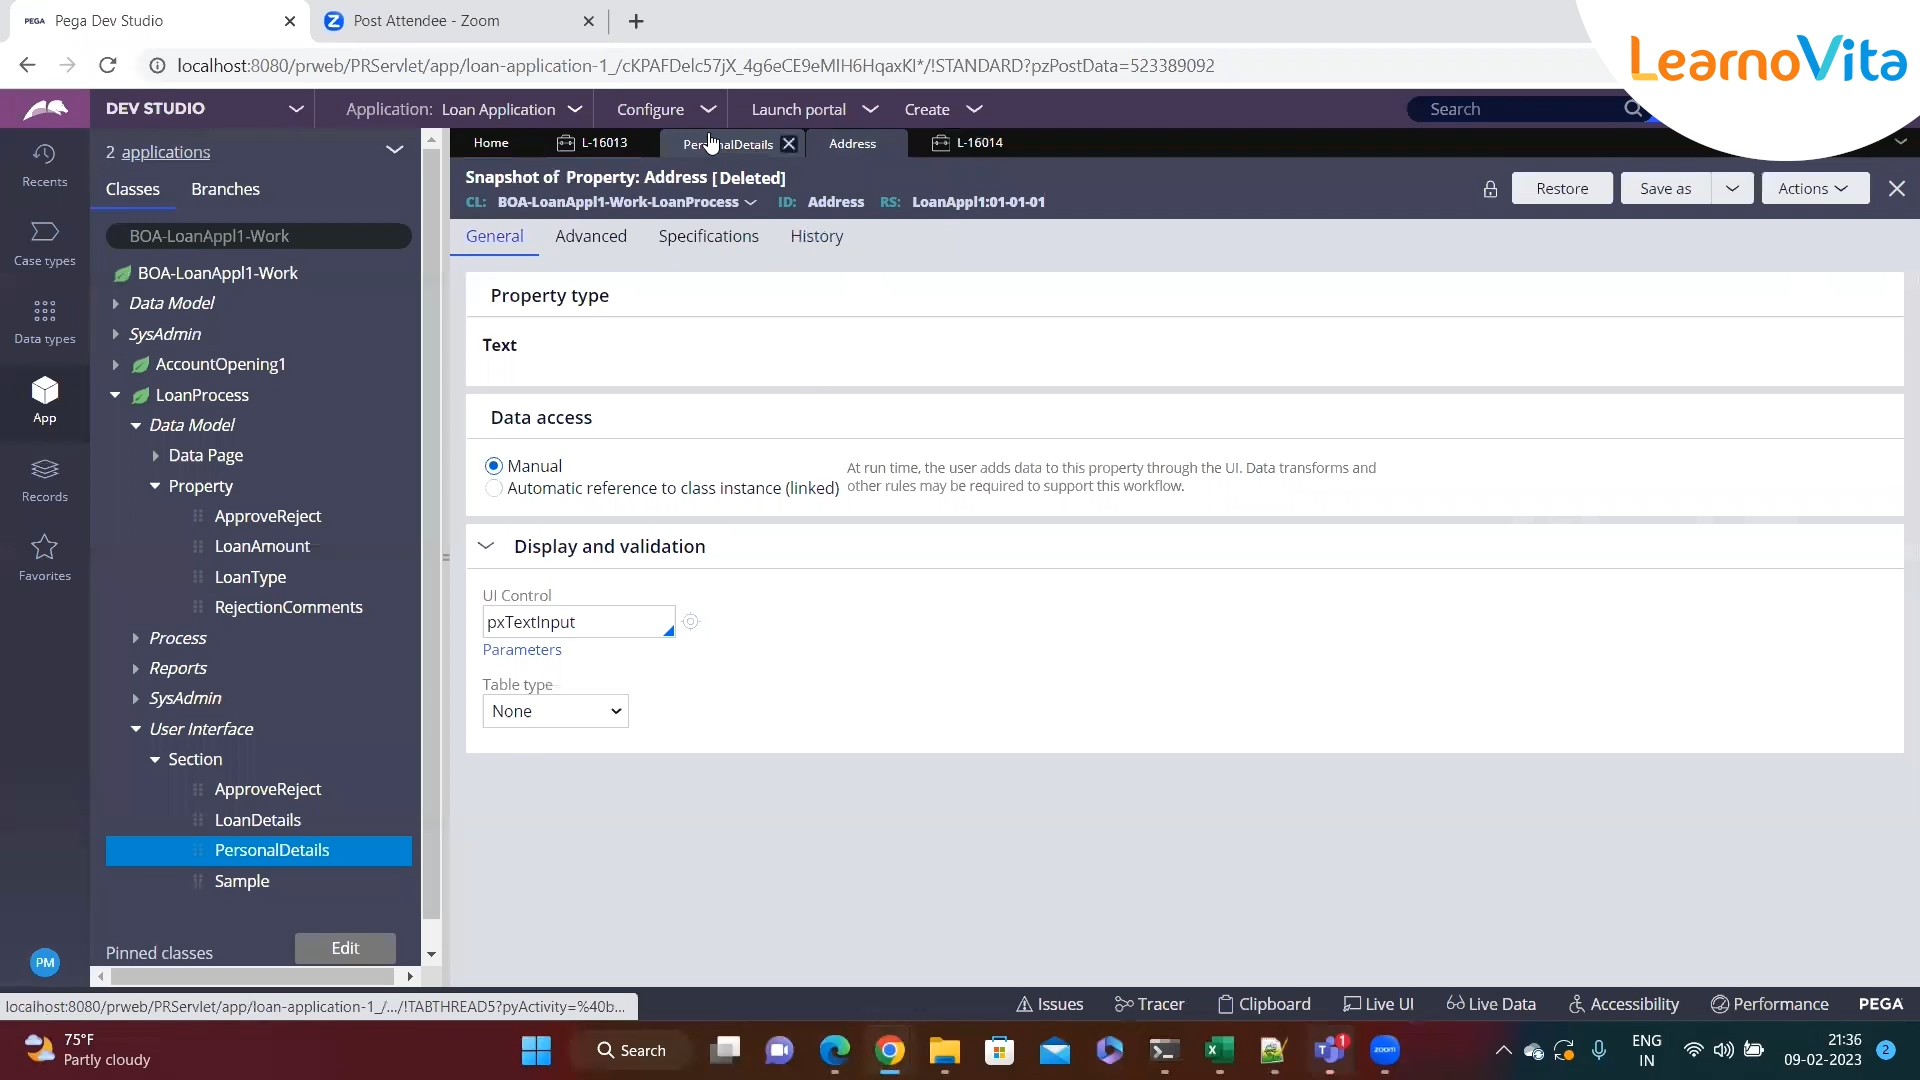 PEGA Pega Dev Studio
Post Attendee - Zoom
localhost:8080/prweb/PRServlet/app/loan-application-1_/cKPAFDelc57jX_4g6eCE9eMIH6HqaxKI*/!STANDARD?pzPostData=523389092
LearnoVita
DEV STUDIO
Application: Loan Application
Configure
Launch portal
Create
Search
Recents
Case types
Data types
App
Records
Favorites
PM
2 applications
Classes
Branches
BOA-LoanAppl1-Work
BOA-LoanAppl1-Work
Data Model
SysAdmin
AccountOpening1
LoanProcess
Data Model
Data Page
Property
ApproveReject
LoanAmount
LoanType
RejectionComments
Process
Reports
SysAdmin
User Interface
Section
ApproveReject
LoanDetails
PersonalDetails
Sample
Pinned classes
Edit
Home
L-16013
PersonalDetails
Address
L-16014
Snapshot of Property: Address [Deleted]
CL: BOA-LoanAppl1-Work-LoanProcess ID: Address RS: LoanAppl1:01-01-01
Restore
Save as
Actions
General
Advanced
Specifications
History
Property type
Text
Data access
Manual
Automatic reference to class instance (linked)
At run time, the user adds data to this property through the UI. Data transforms and
other rules may be required to support this workflow.
Display and validation
UI Control
pxTextInput
Parameters
Table type
None
localhost:8080/prweb/PRServlet/app/loan-application-1_/.../!TABTHREAD5?pyActivity=%40b...
Issues
Tracer
Clipboard
Live UI
Live Data
Accessibility
Performance
PEGA
75°F
Partly cloudy
Search
zoom
1
ENG
IN
21:36
09-02-2023
2